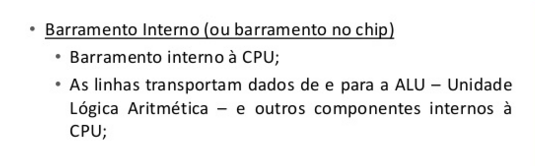 • Barramento Interno (ou barramento no chip)
• Barramento interno à CPU;
• As linhas transportam dados de e para a ALU – Unidade
Lógica Aritmética – e outros componentes internos à
CPU;